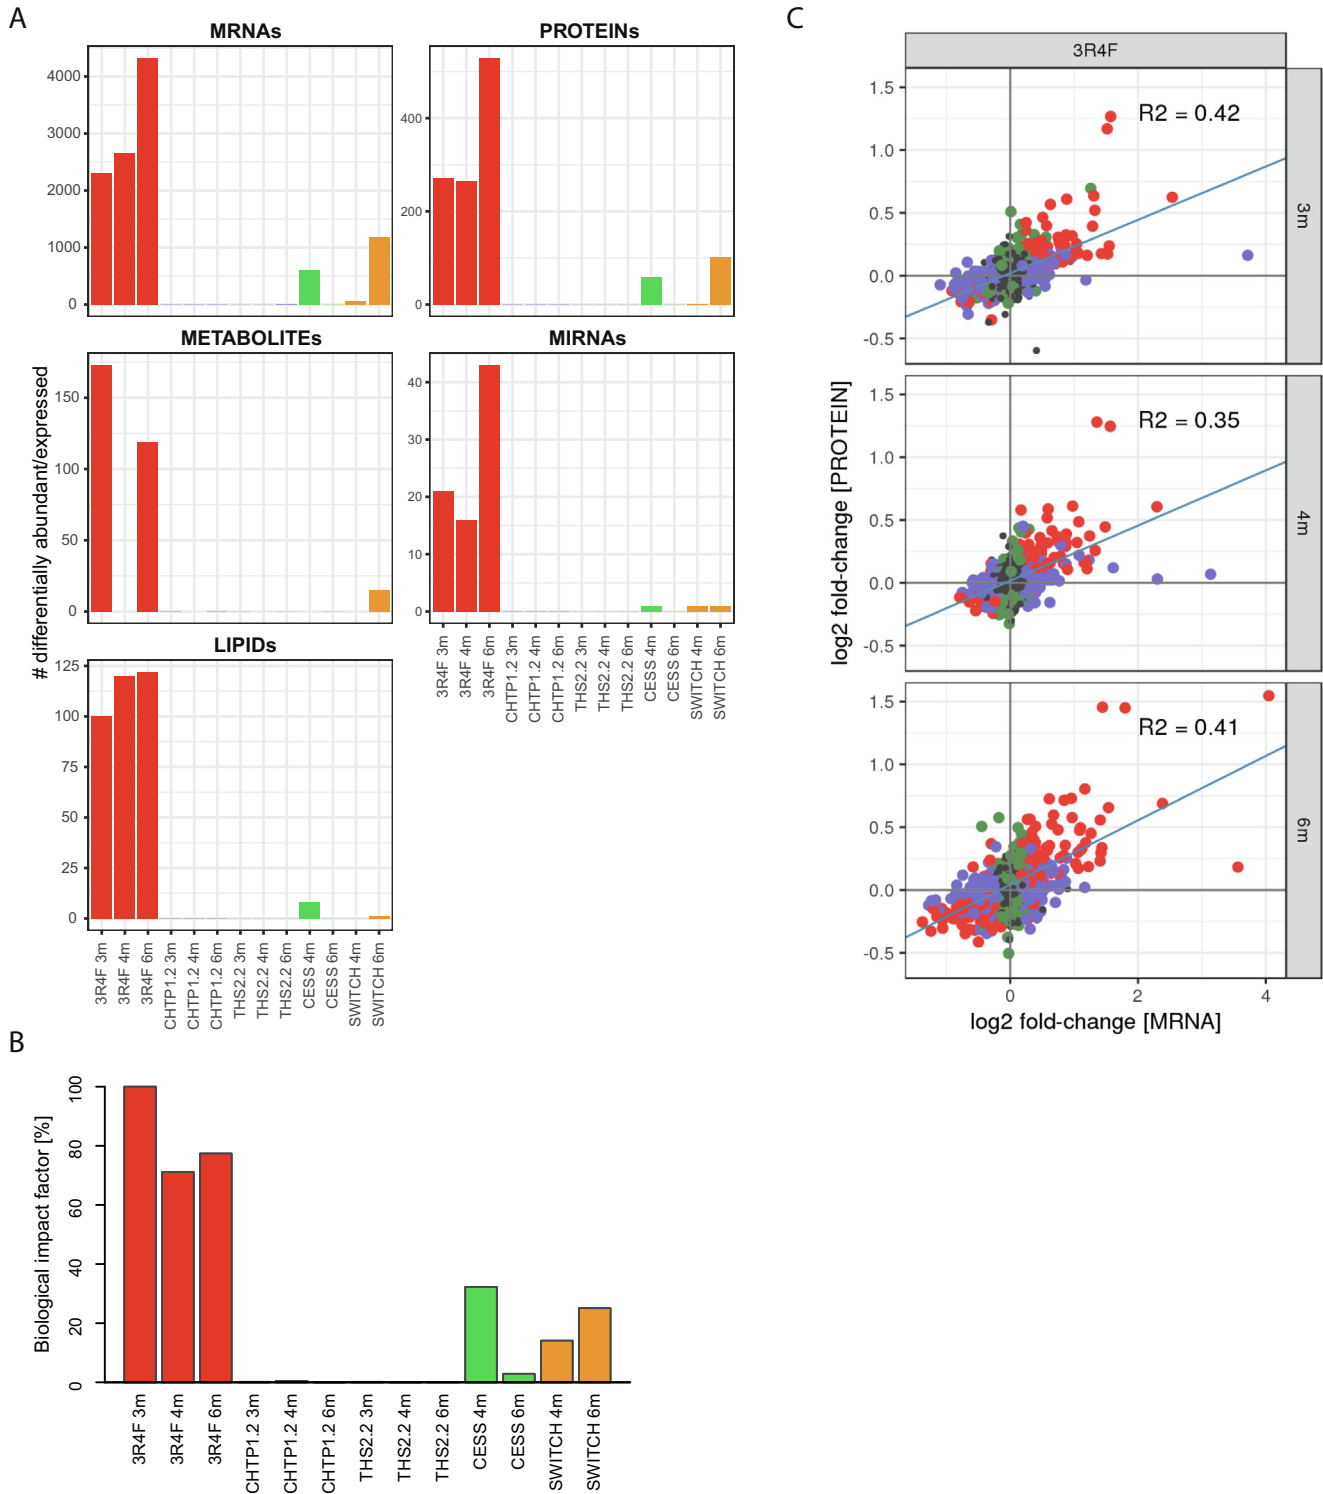 A
MRNAs
4000
3000
2000
1000
0
PROTEINs
400
200
0
METABOLITEs
150
100
50
0
MIRNAs
40
30
20
10
0
3R4F 3m
3R4F 4m
3R4F 6m
CHTP1.2 3m
CHTP1.2 4m
CHTP1.2 6m
THS2.2 3m
THS2.2 4m
THS2.2 6m
CESS 4m
CESS 6m
SWITCH 4m
SWITCH 6m
LIPIDs
125
100
75
50
25
0
3R4F 3m
3R4F 4m
3R4F 6m
CHTP1.2 3m
CHTP1.2 4m
CHTP1.2 6m
THS2.2 3m
THS2.2 4m
THS2.2 6m
CESS 4m
CESS 6m
SWITCH 4m
SWITCH 6m
# differentially abundant/expressed
B
Biological impact factor [%]
100
80
60
40
20
0
3R4F 3m
3R4F 4m
3R4F 6m
CHTP1.2 3m
CHTP1.2 4m
CHTP1.2 6m
THS2.2 3m
THS2.2 4m
THS2.2 6m
CESS 4m
CESS 6m
SWITCH 4m
SWITCH 6m
C
3R4F
1.5
1.0
0.5
0.0
-0.5
R2 = 0.42
3m
1.5
1.0
0.5
0.0
-0.5
R2 = 0.35
4m
1.5
1.0
0.5
0.0
-0.5
R2 = 0.41
6m
0
2
4
log2 fold-change [MRNA]
log2 fold-change [PROTEIN]